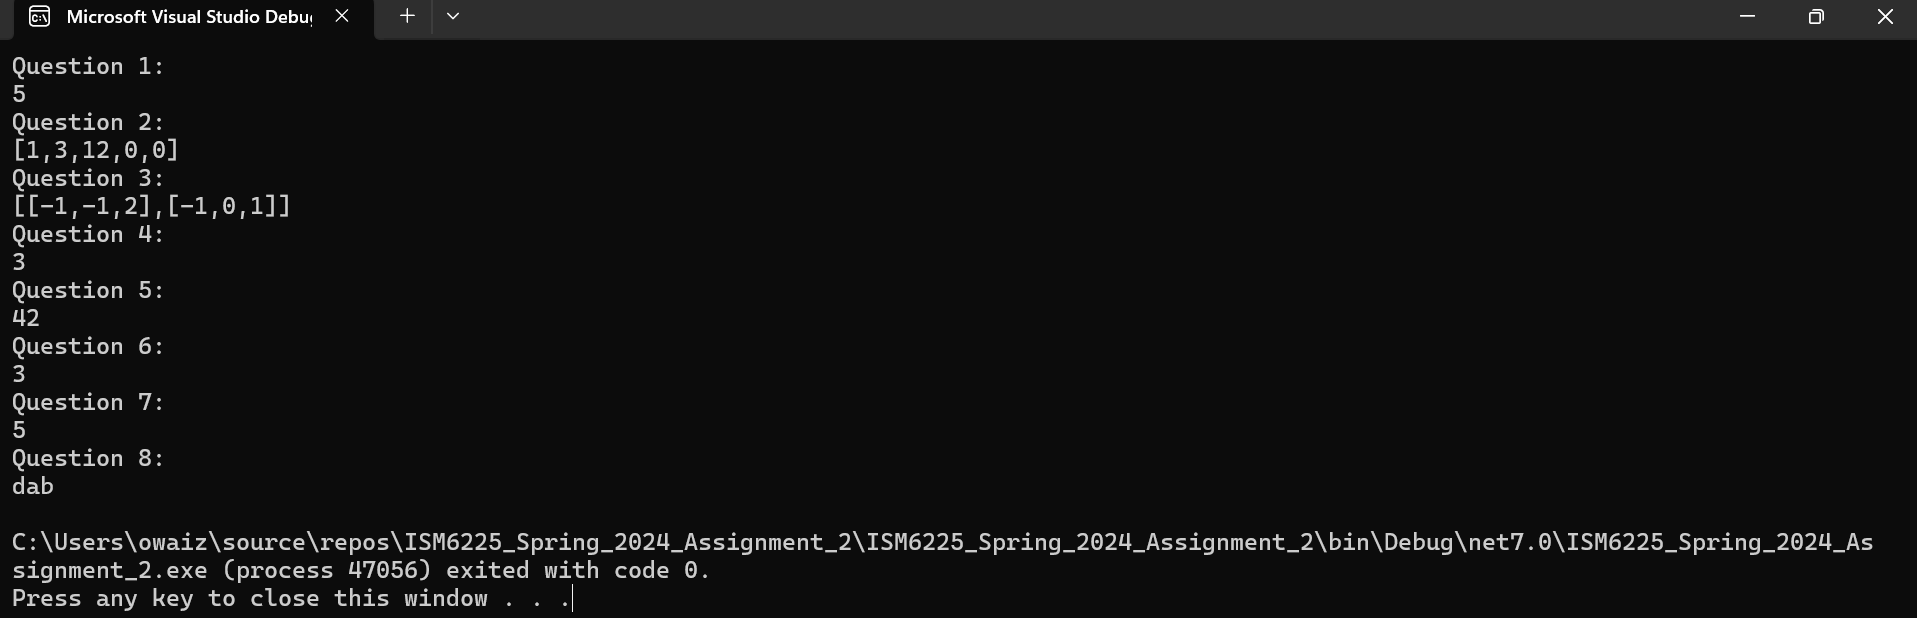 Microsoft Visual Studio Debu
Question 1:
5
Question 2:
[1,3,12,0,0]
Question 3:
[[-1,-1,2],[-1,0,1]]
Question 4:
3
Question 5:
42
Question 6:
3
Question 7:
5
Question 8:
dab
C:\Users\owaiz\source\repos\ISM6225_Spring_2024_Assignment_2\ISM6225_Spring_2024_Assignment_2\bin\Debug\net7.0\ISM6225_Spring_2024_As
signment_2.exe (process 47056) exited with code 0.
Press any key to close this window . . .